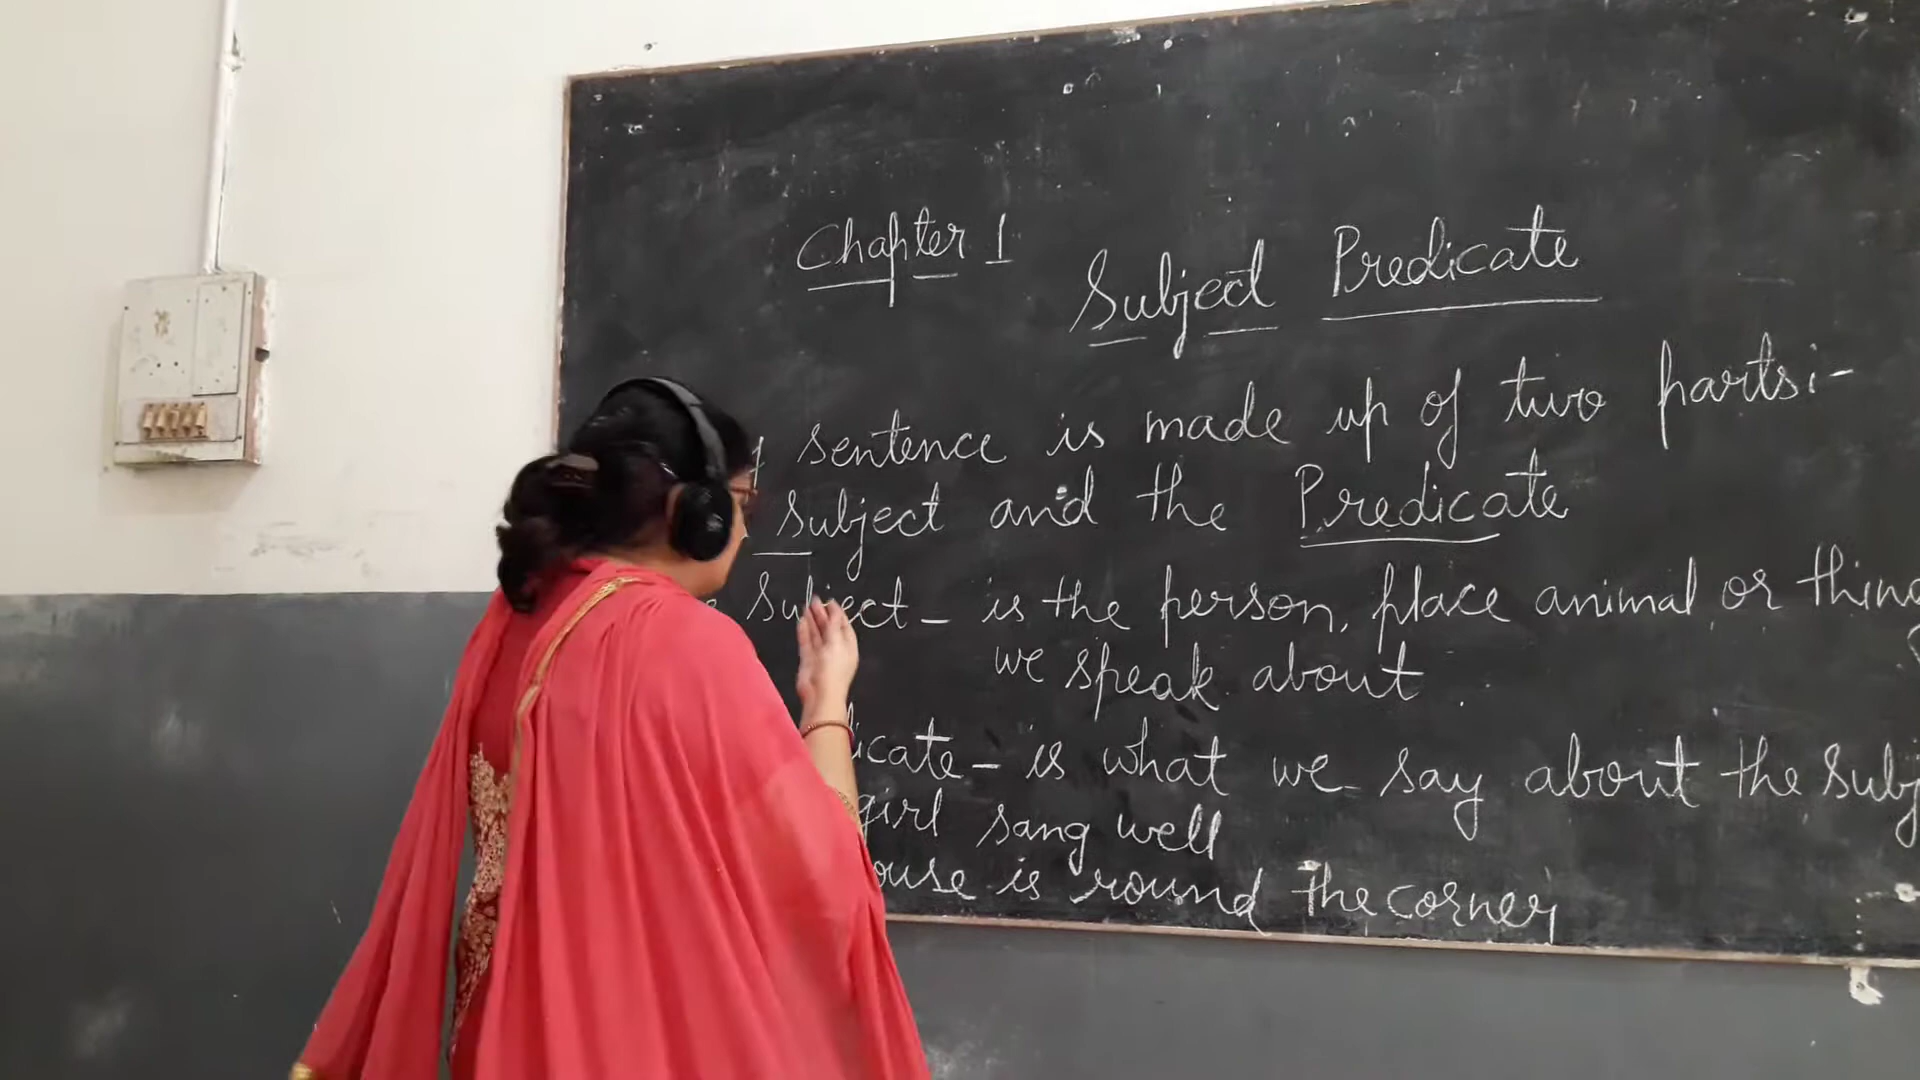 Chapter 1
Subject Predicate
sentence is made up of two parts:-
Subject and the Predicate
Subject - is the person, place animal or thing
we speak about.
icate - is what we say about the Subj
girl sang well
ouse is round the corner